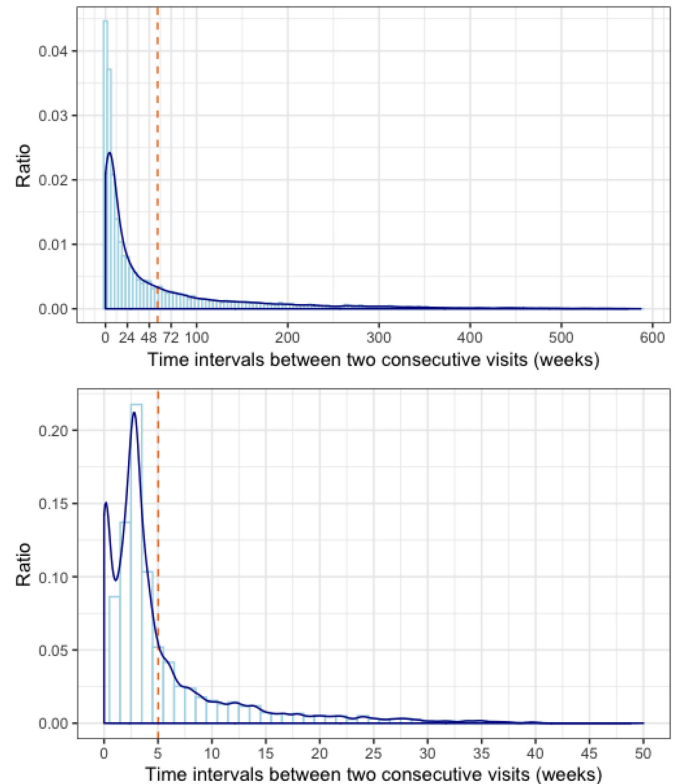 0.04
0.03
0.02
0.01
0.00
Ratio
0 24 48 72 100 200 300 400 500 600
Time intervals between two consecutive visits (weeks)
0.20
0.15
0.10
0.05
0.00
Ratio
0 5 10 15 20 25 30 35 40 45 50
Time intervals between two consecutive visits (weeks)